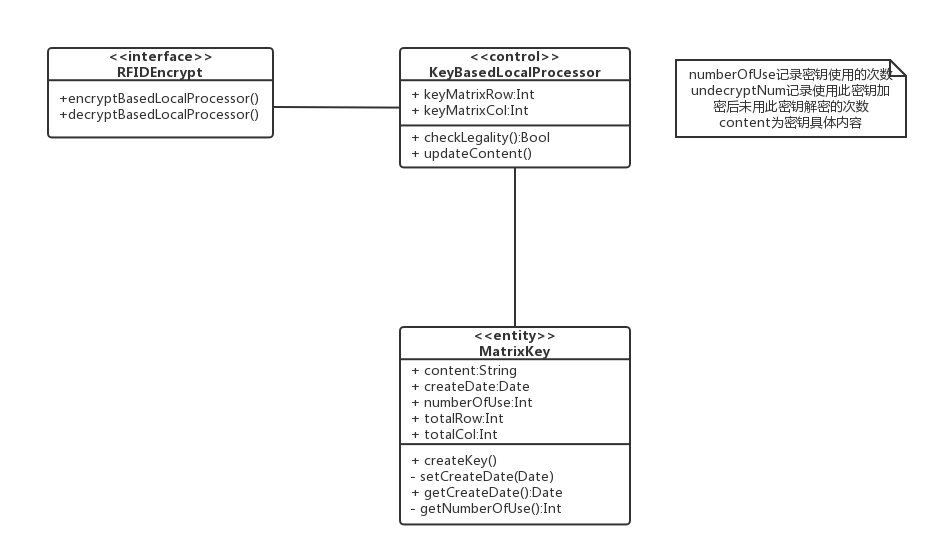 <<interface>>
RFIDEncrypt
+encryptBasedLocalProcessor()
+decryptBasedLocalProcessor()
<<control>>
KeyBasedLocalProcessor
+ keyMatrixRow:Int
+ keyMatrixCol:Int
+ checkLegality():Bool
+ updateContent()
numberOfUse记录密钥使用的次数
undecryptNum记录使用此密钥加
密后未用此密钥解密的次数
content为密钥具体内容
<<entity>>
MatrixKey
+ content:String
+ createDate:Date
+ numberOfUse:Int
+ totalRow:Int
+ totalCol:Int
+ createKey()
- setCreateDate(Date)
+ getCreateDate():Date
- getNumberOfUse():Int